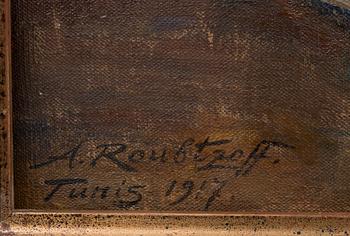 A. Roubtzoff.
Tunis 1917.